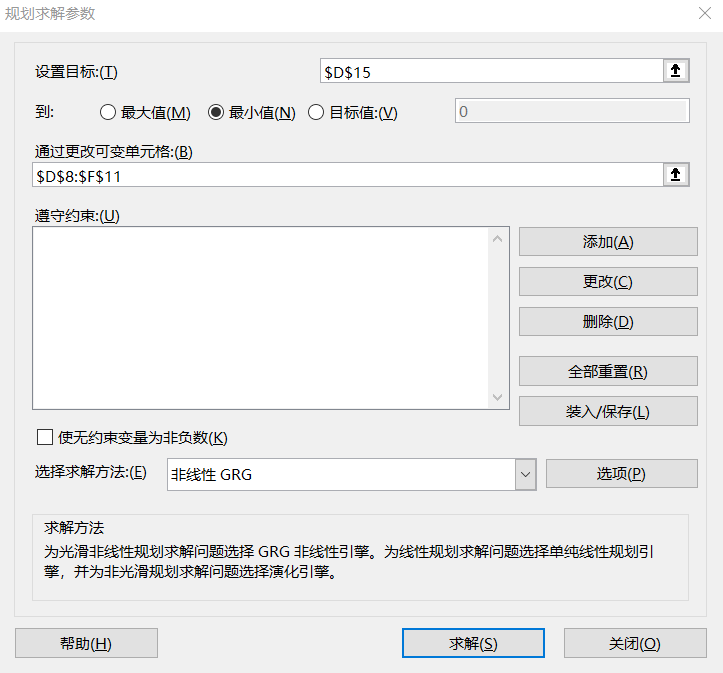 规划求解参数
设置目标:(T)
$D$15
到:
最大值(M)
最小值(N)
目标值:(V)
0
通过更改可变单元格:(B)
$D$8:$F$11
遵守约束:(U)
添加(A)
更改(C)
删除(D)
全部重置(R)
装入/保存(L)
使无约束变量为非负数(K)
选择求解方法:(E)
非线性 GRG
选项(P)
求解方法
为光滑非线性规划求解问题选择 GRG 非线性引擎。为线性规划求解问题选择单纯线性规划引
擎，并为非光滑规划求解问题选择演化引擎。
帮助(H)
求解(S)
关闭(O)